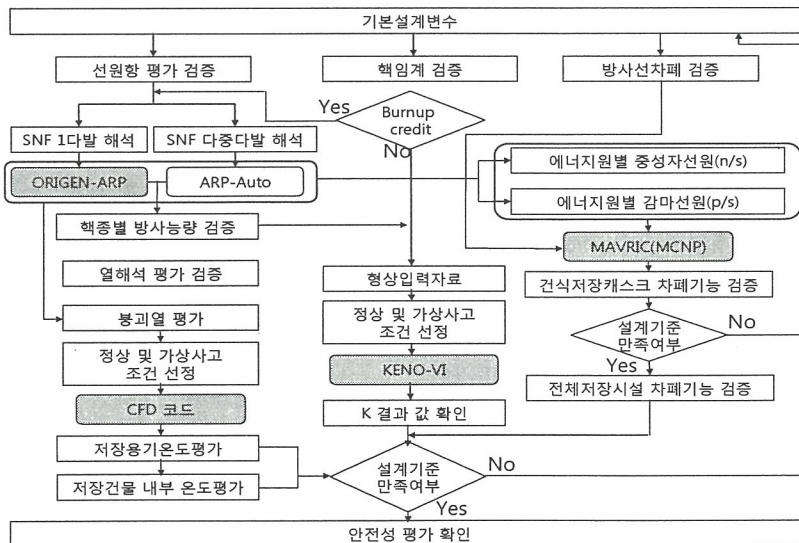 기본설계변수
선원항 평가 검증
핵임계 검증
방사선차폐 검증
Yes
Burnup
credit
No
SNF 1다발 해석
SNF 다중다발 해석
ORIGEN-ARP
ARP-Auto
에너지원별 중성자선원(n/s)
에너지원별 감마선원(p/s)
핵종별 방사능량 검증
MAVRIC(MCNP)
열해석 평가 검증
형상입력자료
건식저장캐스크 차폐기능 검증
붕괴열 평가
정상 및 가상사고
조건 선정
설계기준
만족여부
No
Yes
정상 및 가상사고
조건 선정
KENO-VI
전체저장시설 차폐기능 검증
CFD 코드
K 결과 값 확인
저장용기온도평가
저장건물 내부 온도평가
설계기준
만족여부
No
Yes
안전성 평가 확인